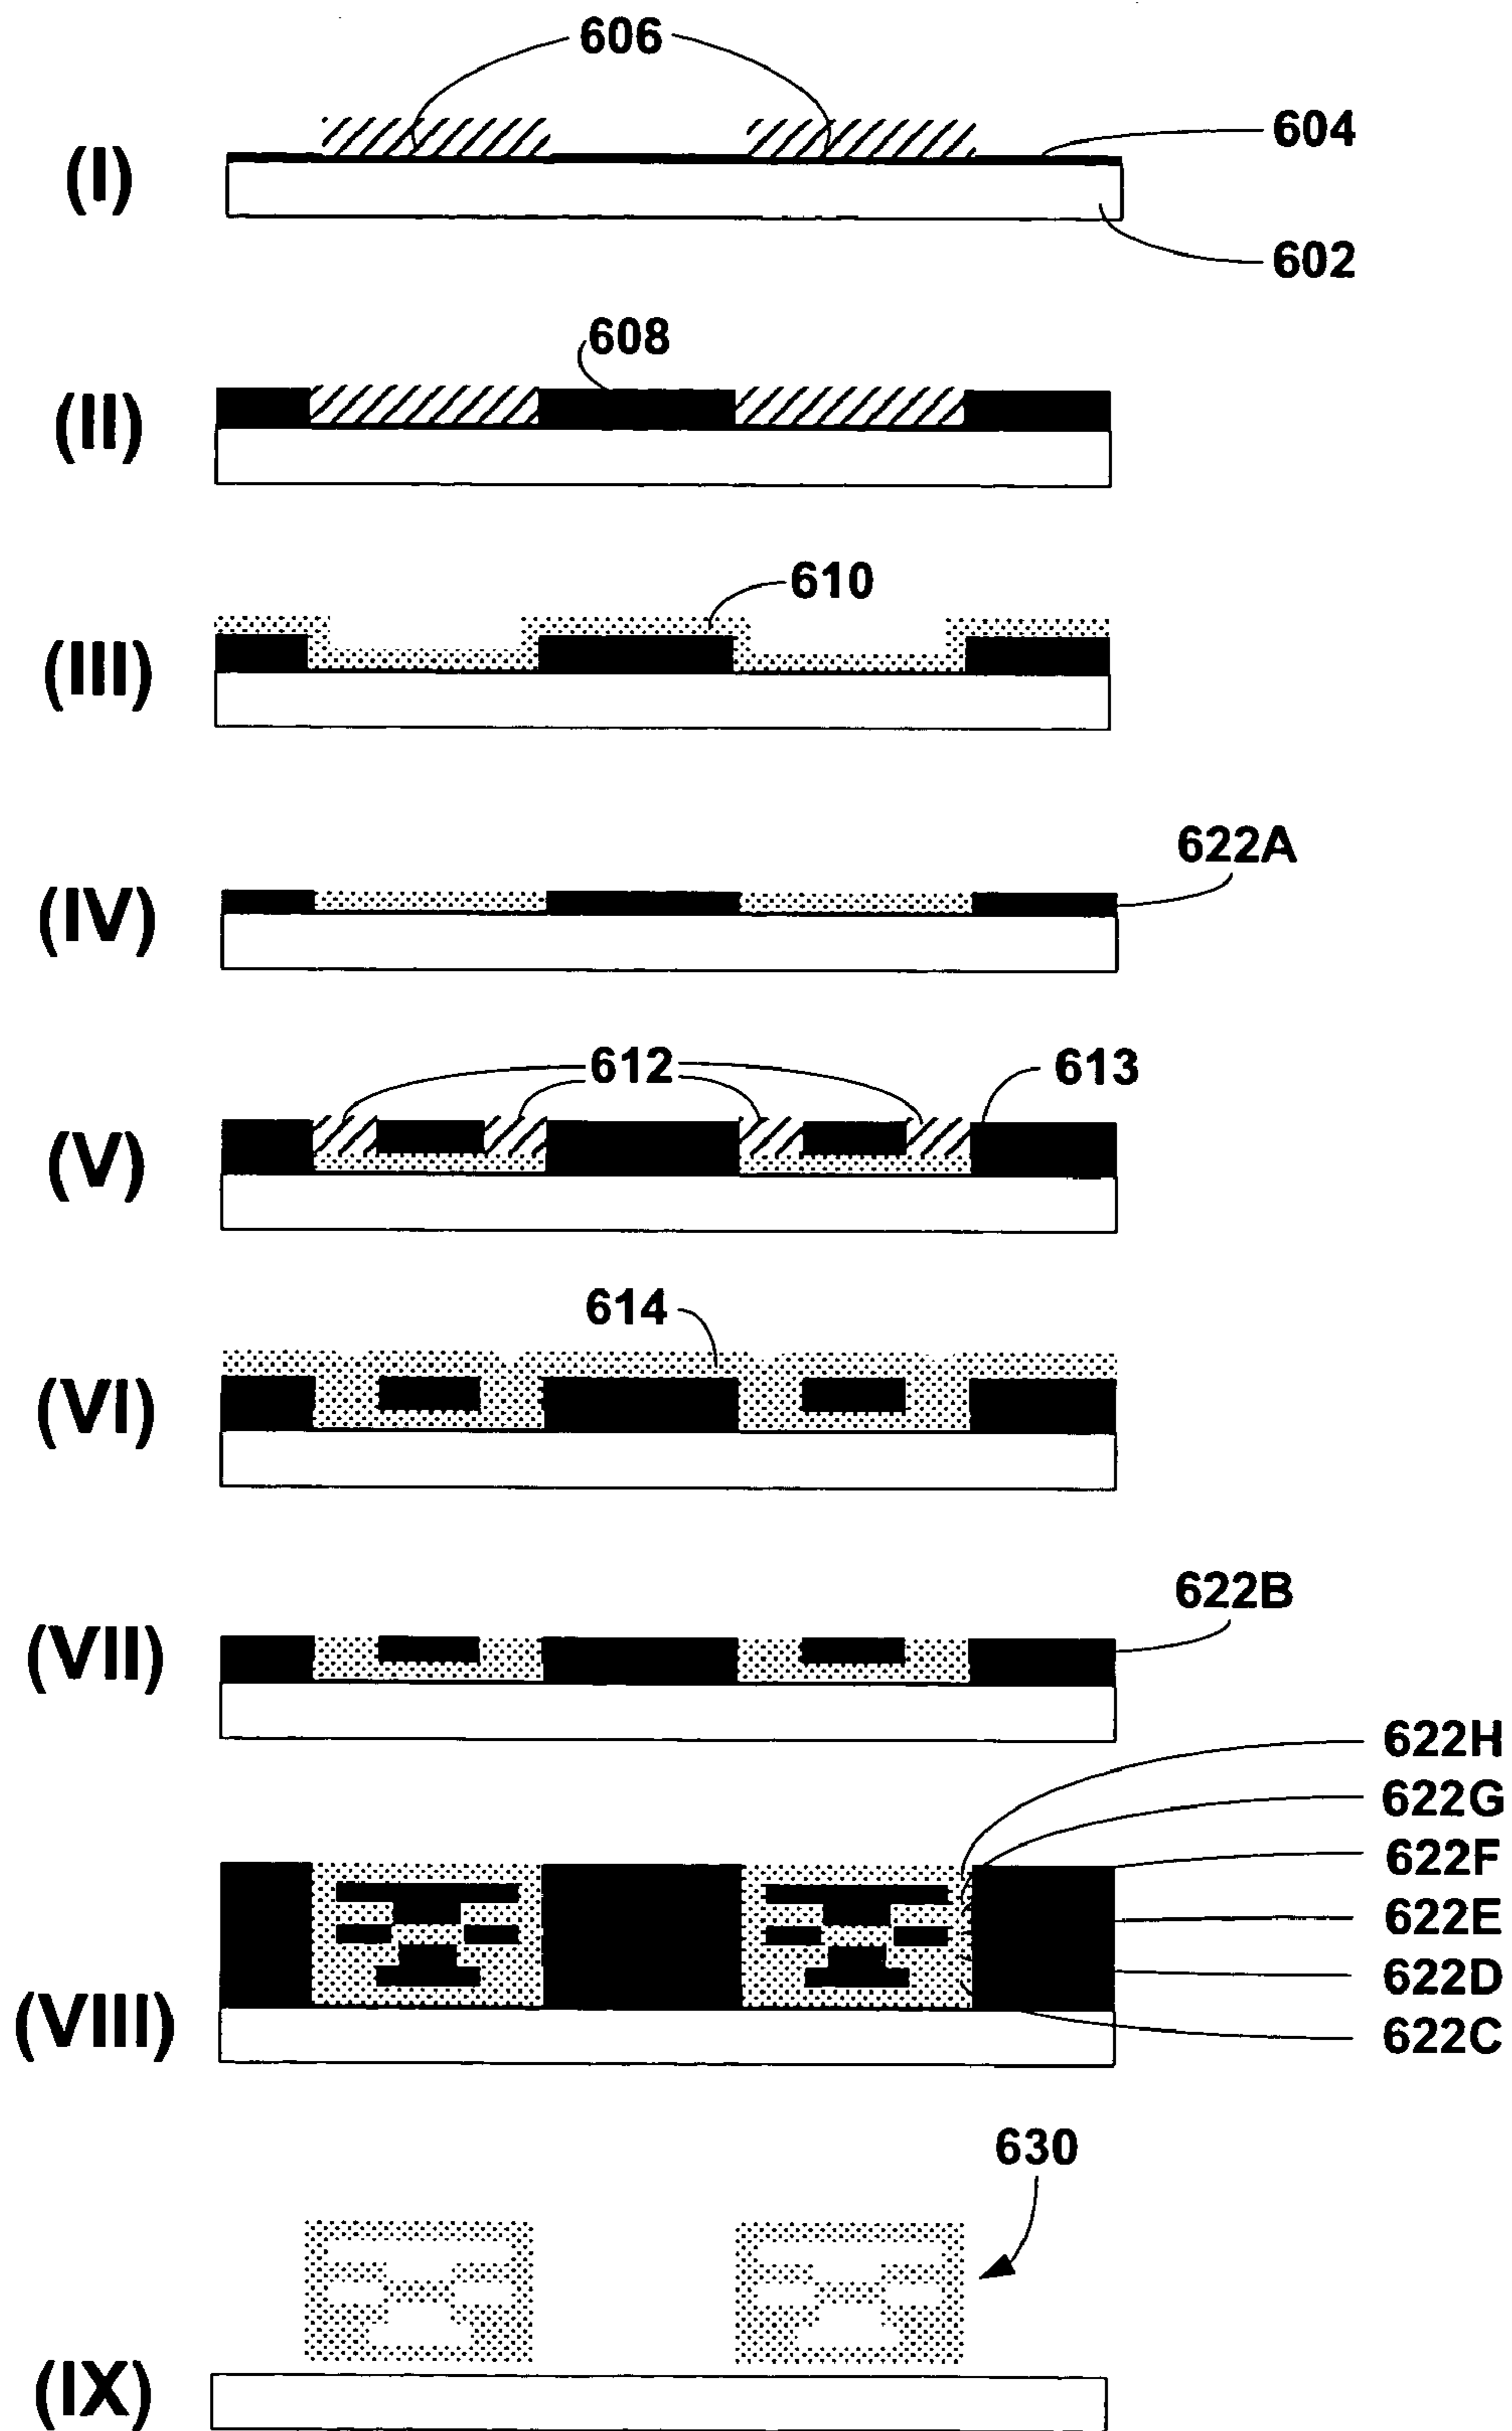 606
(I)
604
602
608
(II)
610
(III)
622A
(IV)
612
613
(V)
614
(VI)
622B
(VII)
622H
622G
622F
622E
622D
(VIII)
622C
630
(IX)